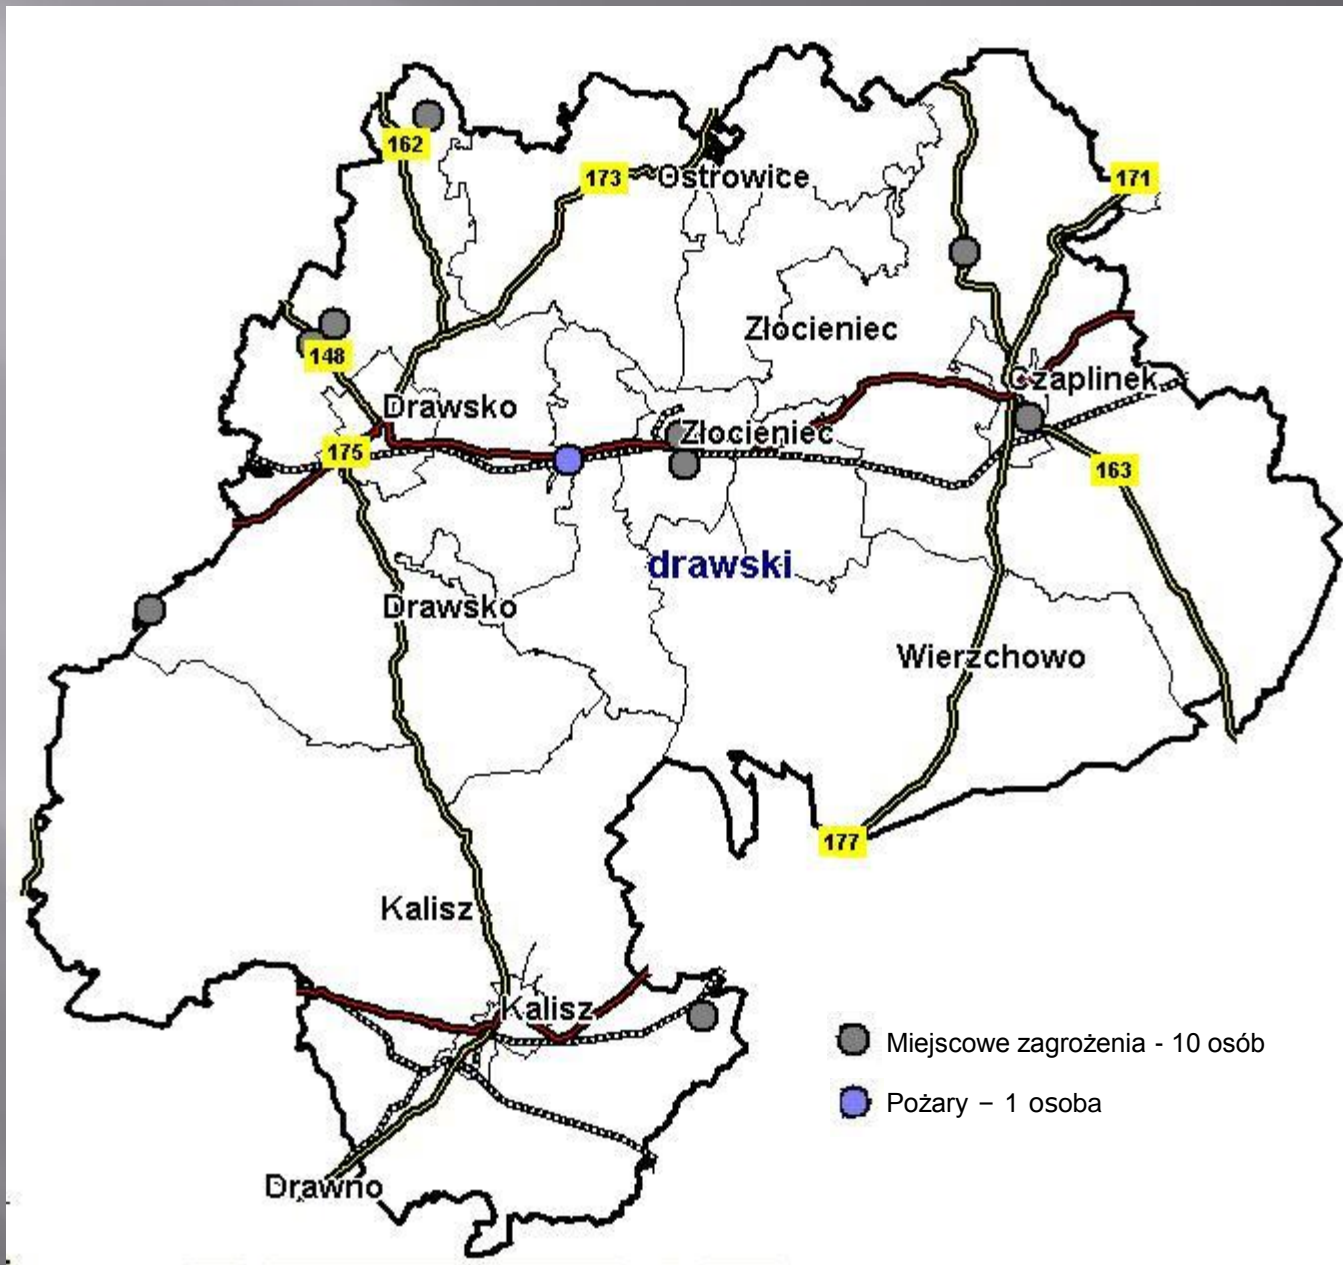 162
173
Ostrowice
171
Złocieniec
148
Czaplinek
Drawsko
Złocieniec
175
163
drawski
Drawsko
Wierzchowo
177
Kalisz
Kalisz
Miejscowe zagrożenia - 10 osób
Pożary – 1 osoba
Drawno